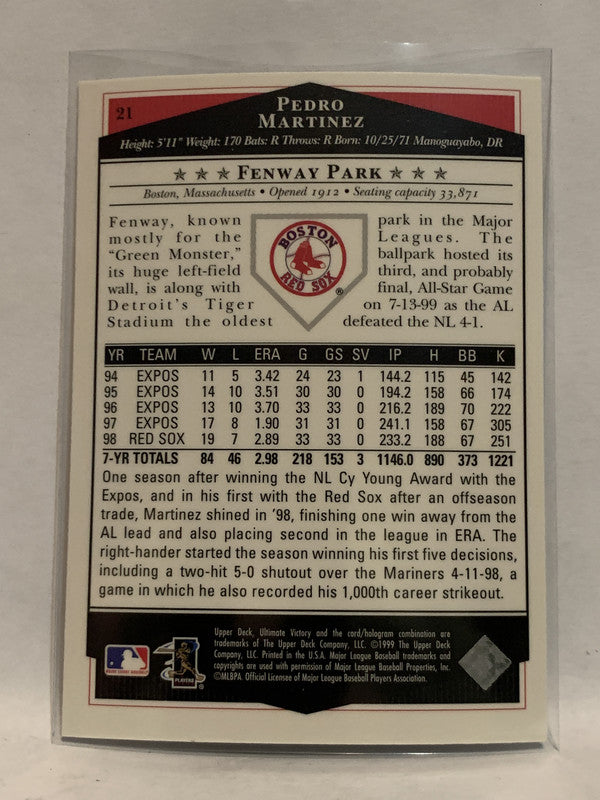 21
PEDRO
MARTINEZ
Height: 5'11" Weight: 170 Bats: R Throws: R Born: 10/25/71 Manoguayabo, DR
FENWAY PARK
Boston, Massachusetts • Opened 1912 • Seating capacity 33,871
Fenway, known
mostly for the
"Green Monster,"
its huge left-field
wall, is along with
Detroit's Tiger
Stadium the oldest
BOSTON
RED SOX
®
park in the Major
Leagues. The
ballpark hosted its
third, and probably
final, All-Star Game
on 7-13-99 as the AL
defeated the NL 4-1.
YR TEAM W L ERA G GS SV IP H BB K
94 EXPOS 11 5 3.42 24 23 1 144.2 115 45 142
95 EXPOS 14 10 3.51 30 30 0 194.2 158 66 174
96 EXPOS 13 10 3.70 33 33 0 216.2 189 70 222
97 EXPOS 17 8 1.90 31 31 0 241.1 158 67 305
98 RED SOX 19 7 2.89 33 33 0 233.2 188 67 251
7-YR TOTALS 84 46 2.98 218 153 3 1146.0 890 373 1221
One season after winning the NL Cy Young Award with the
Expos, and in his first with the Red Sox after an offseason
trade, Martinez shined in '98, finishing one win away from the
AL lead and also placing second in the league in ERA. The
right-hander started the season winning his first five decisions,
including a two-hit 5-0 shutout over the Mariners 4-11-98, a
game in which he also recorded his 1,000th career strikeout.
Upper Deck, Ultimate Victory and the card/hologram combination are
trademarks of The Upper Deck Company, LLC. ©1999 The Upper Deck
Company, LLC. Printed in the U.S.A. Major League Baseball trademarks and
copyrights are used with permission of Major League Baseball Properties, Inc.
©MLBPA Official Licensee of Major League Baseball Players Association.
PLAYERS